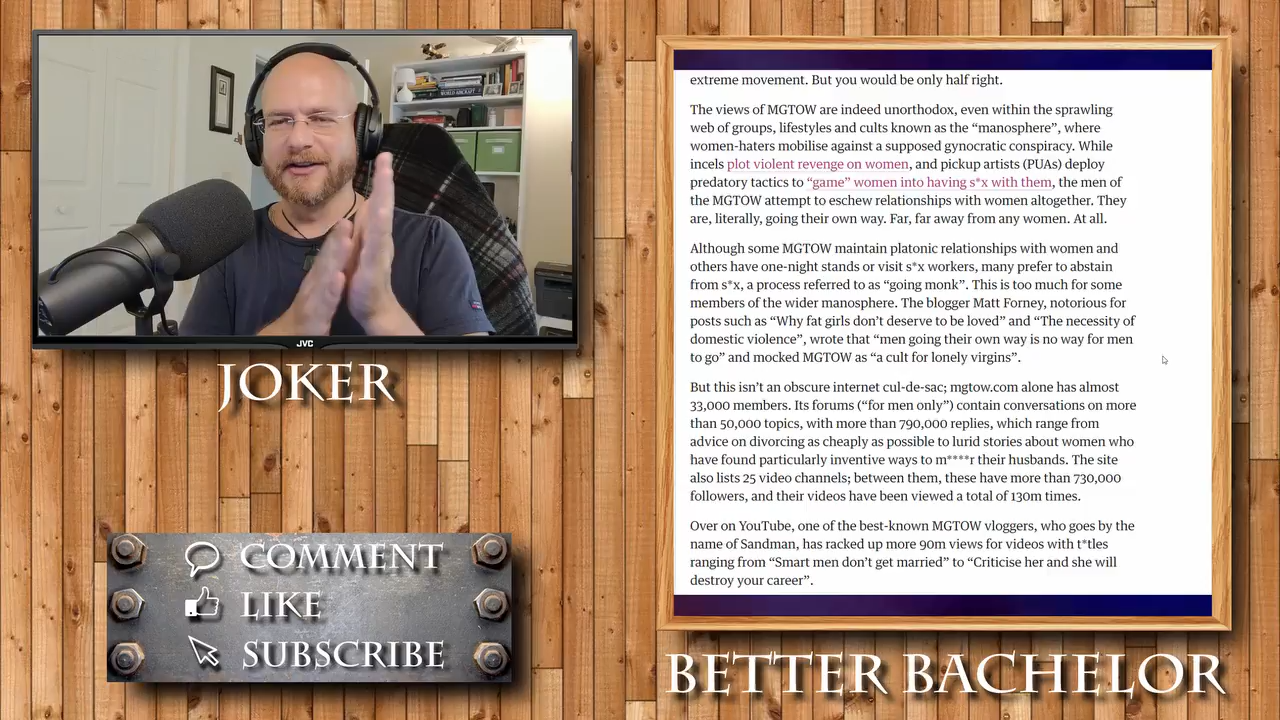 extreme movement. But you would be only half right.
The views of MGTOW are indeed unorthodox, even within the sprawling
web of groups, lifestyles and cults known as the “manosphere”, where
women-haters mobilise against a supposed gynocratic conspiracy. While
incels plot violent revenge on women, and pickup artists (PUAs) deploy
predatory tactics to “game” women into having s*x with them, the men of
the MGTOW attempt to eschew relationships with women altogether. They
are, literally, going their own way. Far, far away from any women. At all.
Although some MGTOW maintain platonic relationships with women and
others have one-night stands or visit s*x workers, many prefer to abstain
from s*x, a process referred to as “going monk”. This is too much for some
members of the wider manosphere. The blogger Matt Forney, notorious for
posts such as “Why fat girls don’t deserve to be loved” and “The necessity of
domestic violence”, wrote that “men going their own way is no way for men
to go” and mocked MGTOW as “a cult for lonely virgins”.
But this isn’t an obscure internet cul-de-sac; mgtow.com alone has almost
33,000 members. Its forums (“for men only”) contain conversations on more
than 50,000 topics, with more than 790,000 replies, which range from
advice on divorcing as cheaply as possible to lurid stories about women who
have found particularly inventive ways to m****r their husbands. The site
also lists 25 video channels; between them, these have more than 730,000
followers, and their videos have been viewed a total of 130m times.
Over on YouTube, one of the best-known MGTOW vloggers, who goes by the
name of Sandman, has racked up more 90m views for videos with t*tles
ranging from “Smart men don’t get married” to “Criticise her and she will
destroy your career”.
JVC
JOKER
COMMENT
LIKE
SUBSCRIBE
BETTER BACHELOR